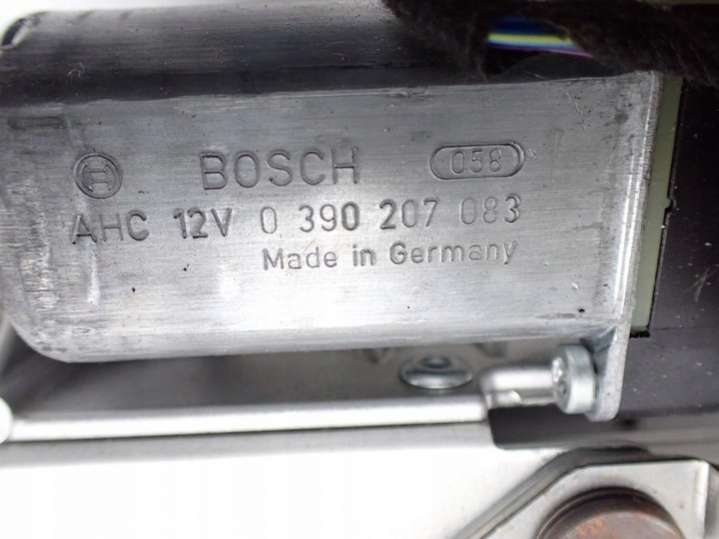 BOSCH 058
AHC 12V 0 390 207 083
Made in Germany